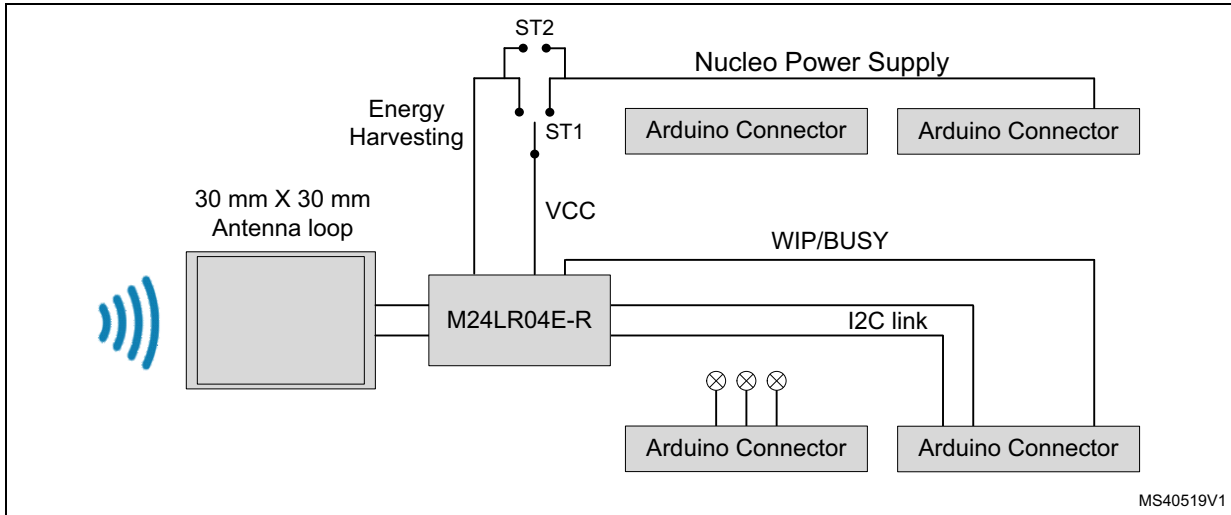 ST2
Nucleo Power Supply
Energy
Harvesting
ST1
Arduino Connector
Arduino Connector
30 mm X 30 mm
Antenna loop
VCC
WIP/BUSY
M24LR04E-R
I2C link
Arduino Connector
Arduino Connector
MS40519V1